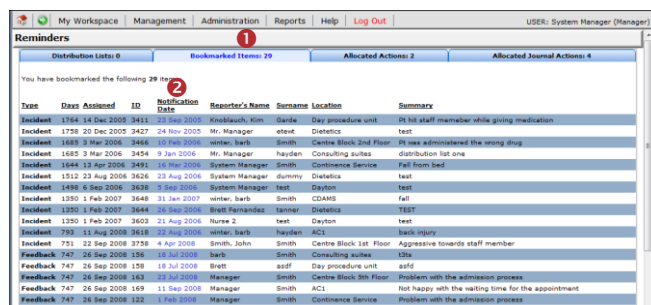 My Workspace Management Administration Reports Help Log Out USER: System Manager (Manager)
Reminders
1
Distribution Lists: 0 Bookmarked Items: 29 Allocated Actions: 2 Allocated Journal Actions: 4
You have bookmarked the following 29 items
2
Type Days Assigned ID Notification Date Reporter's Name Surname Location Summary
Incident 1764 14 Dec 2005 3411 23 Sep 2005 Knoblauch, Kim Garde Day procedure unit Pt hit staff memeber while giving medication
Incident 1758 20 Dec 2005 3427 24 Nov 2005 Mr. Manager etewt Dietetics test
Incident 1685 3 Mar 2006 3466 10 Feb 2006 winter, barb Smith Centre Block 2nd Floor Pt was administered the wrong drug
Incident 1685 3 Mar 2006 3454 9 Jan 2006 Mr. Manager hayden Consulting suites distribution list one
Incident 1644 13 Apr 2006 3491 16 Mar 2006 System Manager Smith Continence Service Fall from bed
Incident 1512 23 Aug 2006 3626 23 Aug 2006 System Manager dummy Dietetics test
Incident 1498 6 Sep 2006 3638 5 Sep 2006 System Manager test Dayton test
Incident 1350 1 Feb 2007 3648 31 Jan 2007 winter, barb Smith CDAMS fall
Incident 1350 1 Feb 2007 3644 26 Sep 2006 Brett Fernandez tanner Dietetics TEST
Incident 1350 1 Feb 2007 3603 21 Aug 2006 Nurse 2 test Dayton test
Incident 793 11 Aug 2008 3618 22 Aug 2006 winter, barb hayden AC1 back injury
Incident 751 22 Sep 2008 3758 4 Apr 2008 Smith, John Smith Centre Block 1st Floor Aggressive towards staff member
Feedback 747 26 Sep 2008 156 18 Jul 2008 barb Smith Consulting suites t3ts
Feedback 747 26 Sep 2008 158 18 Jul 2008 Brett asdf Day procedure unit asfd
Feedback 747 26 Sep 2008 163 23 Jul 2008 Manager Smith Centre Block 5th Floor Problem with the admission process
Feedback 747 26 Sep 2008 169 11 Sep 2008 Manager Smith AC1 Not happy with the waiting time for the appointment
Feedback 747 26 Sep 2008 122 1 Feb 2008 Manager Smith Continence Service Problem with the admission process